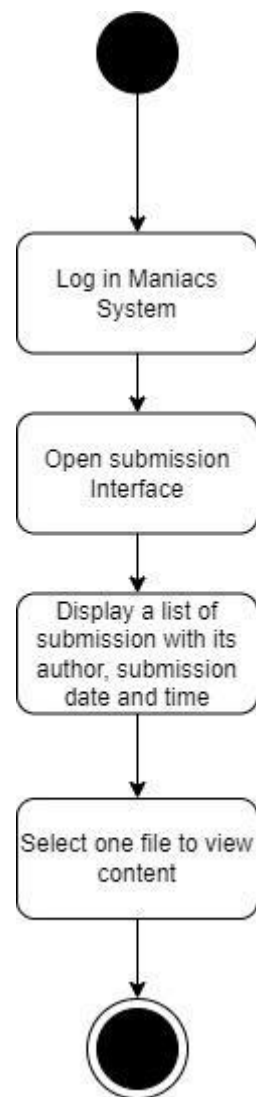 Log in Maniacs
System
Open submission
Interface
Display a list of
submission with its
author, submission
date and time
Select one file to view
content